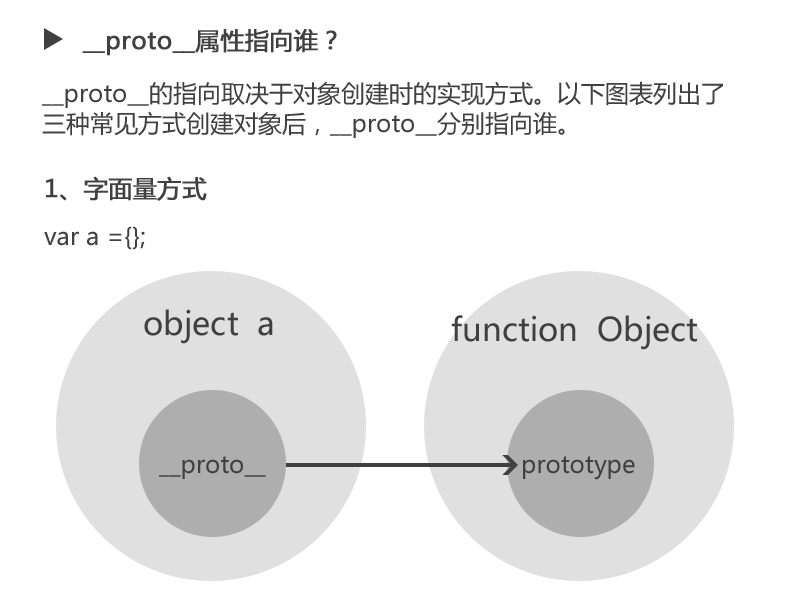 ▶ __proto__属性指向谁？
__proto__的指向取决于对象创建时的实现方式。以下图表列出了
三种常见方式创建对象后，__proto__分别指向谁。
1、字面量方式
var a ={};
object a
function Object
__proto__
prototype